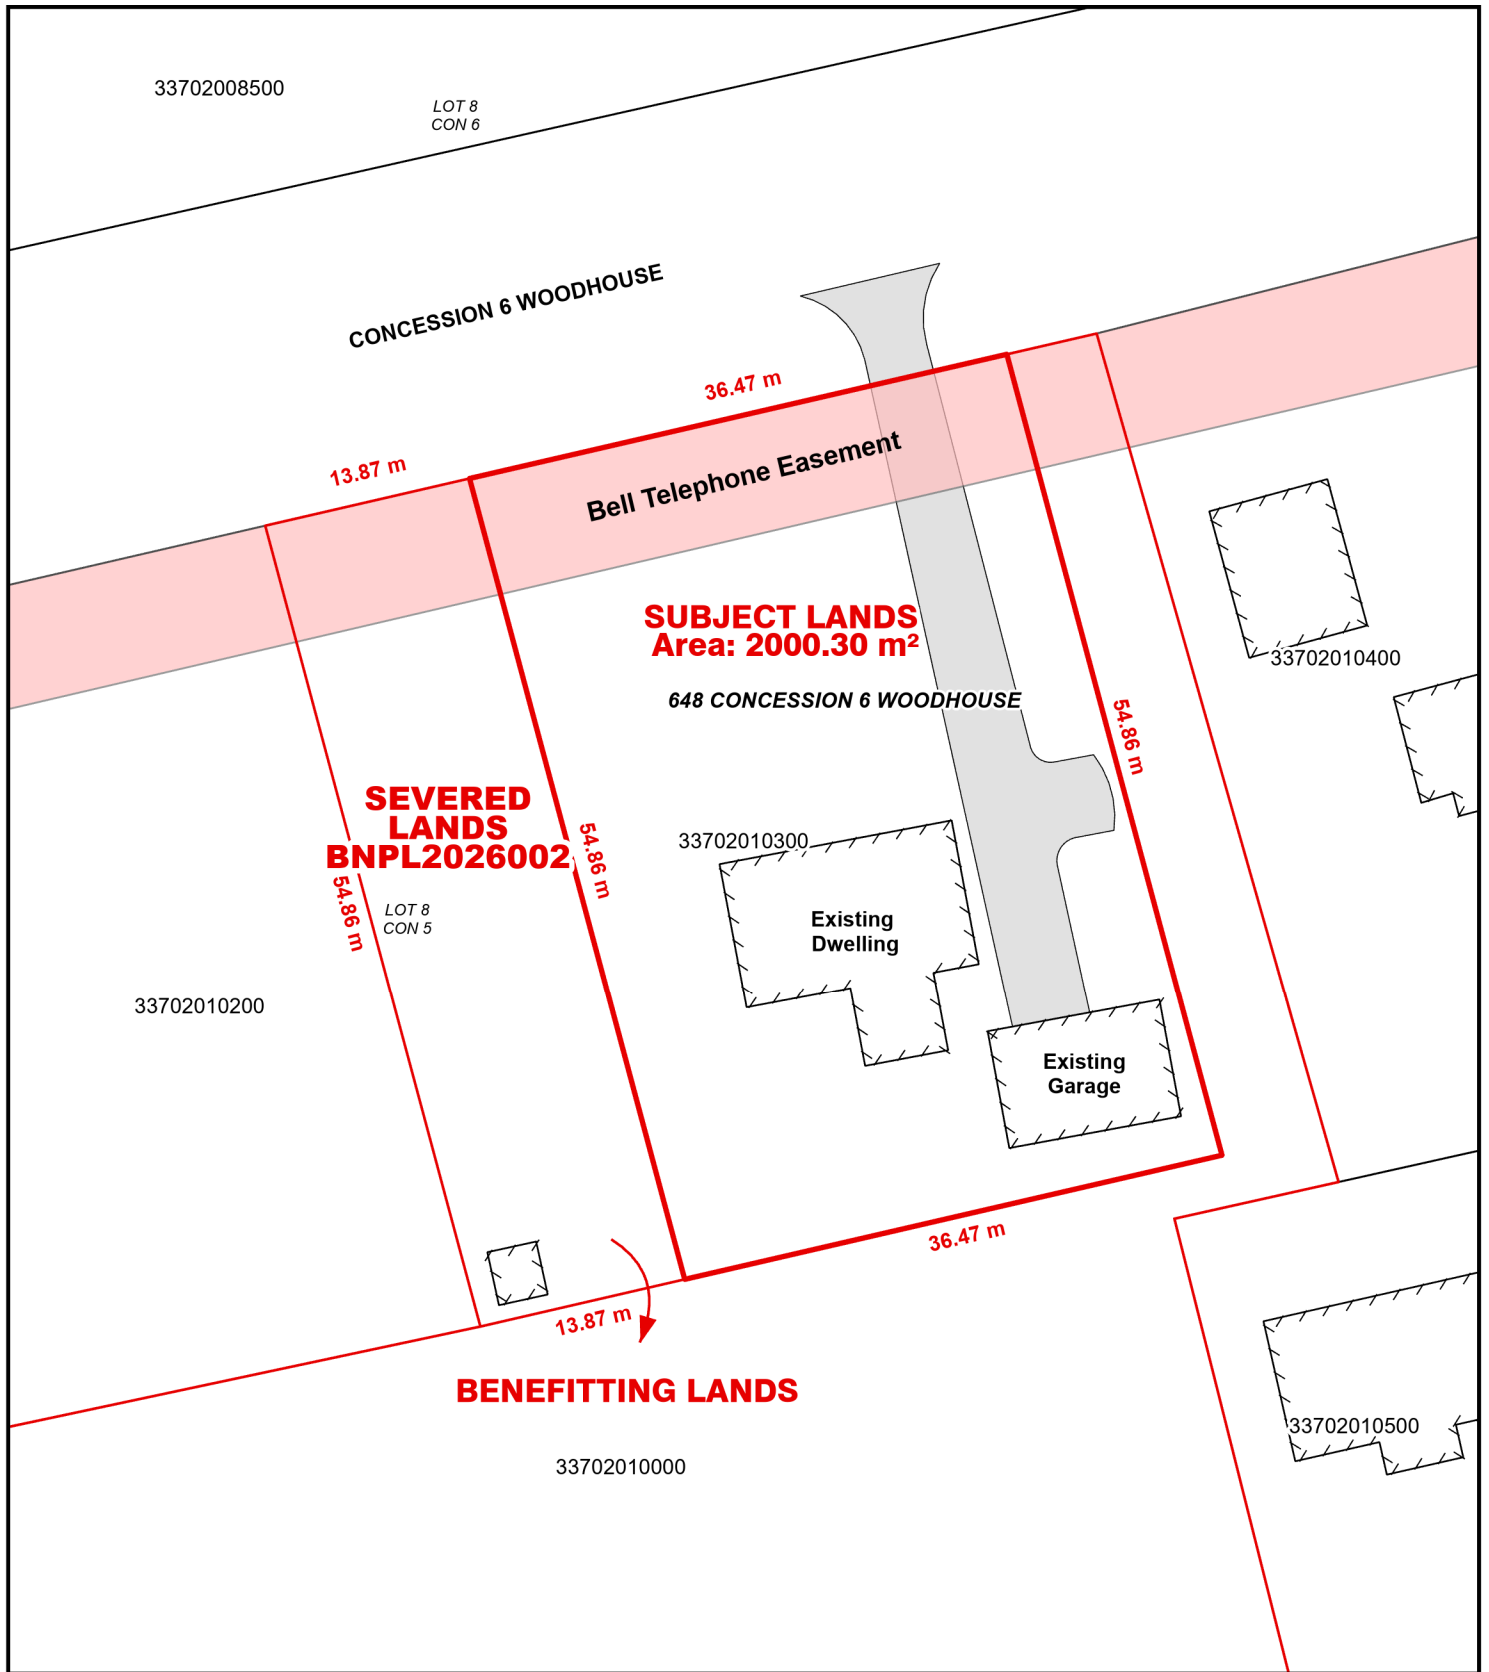 33702008500
LOT 8
CON 6
CONCESSION 6 WOODHOUSE
36.47 m
13.87 m
Bell Telephone Easement
SUBJECT LANDS
Area: 2000.30 m²
648 CONCESSION 6 WOODHOUSE
33702010400
54.86 m
SEVERED
LANDS
BNPL2026002
54.86 m
54.86 m
33702010300
LOT 8
CON 5
Existing
Dwelling
33702010200
Existing
Garage
36.47 m
13.87 m
BENEFITTING LANDS
33702010500
33702010000